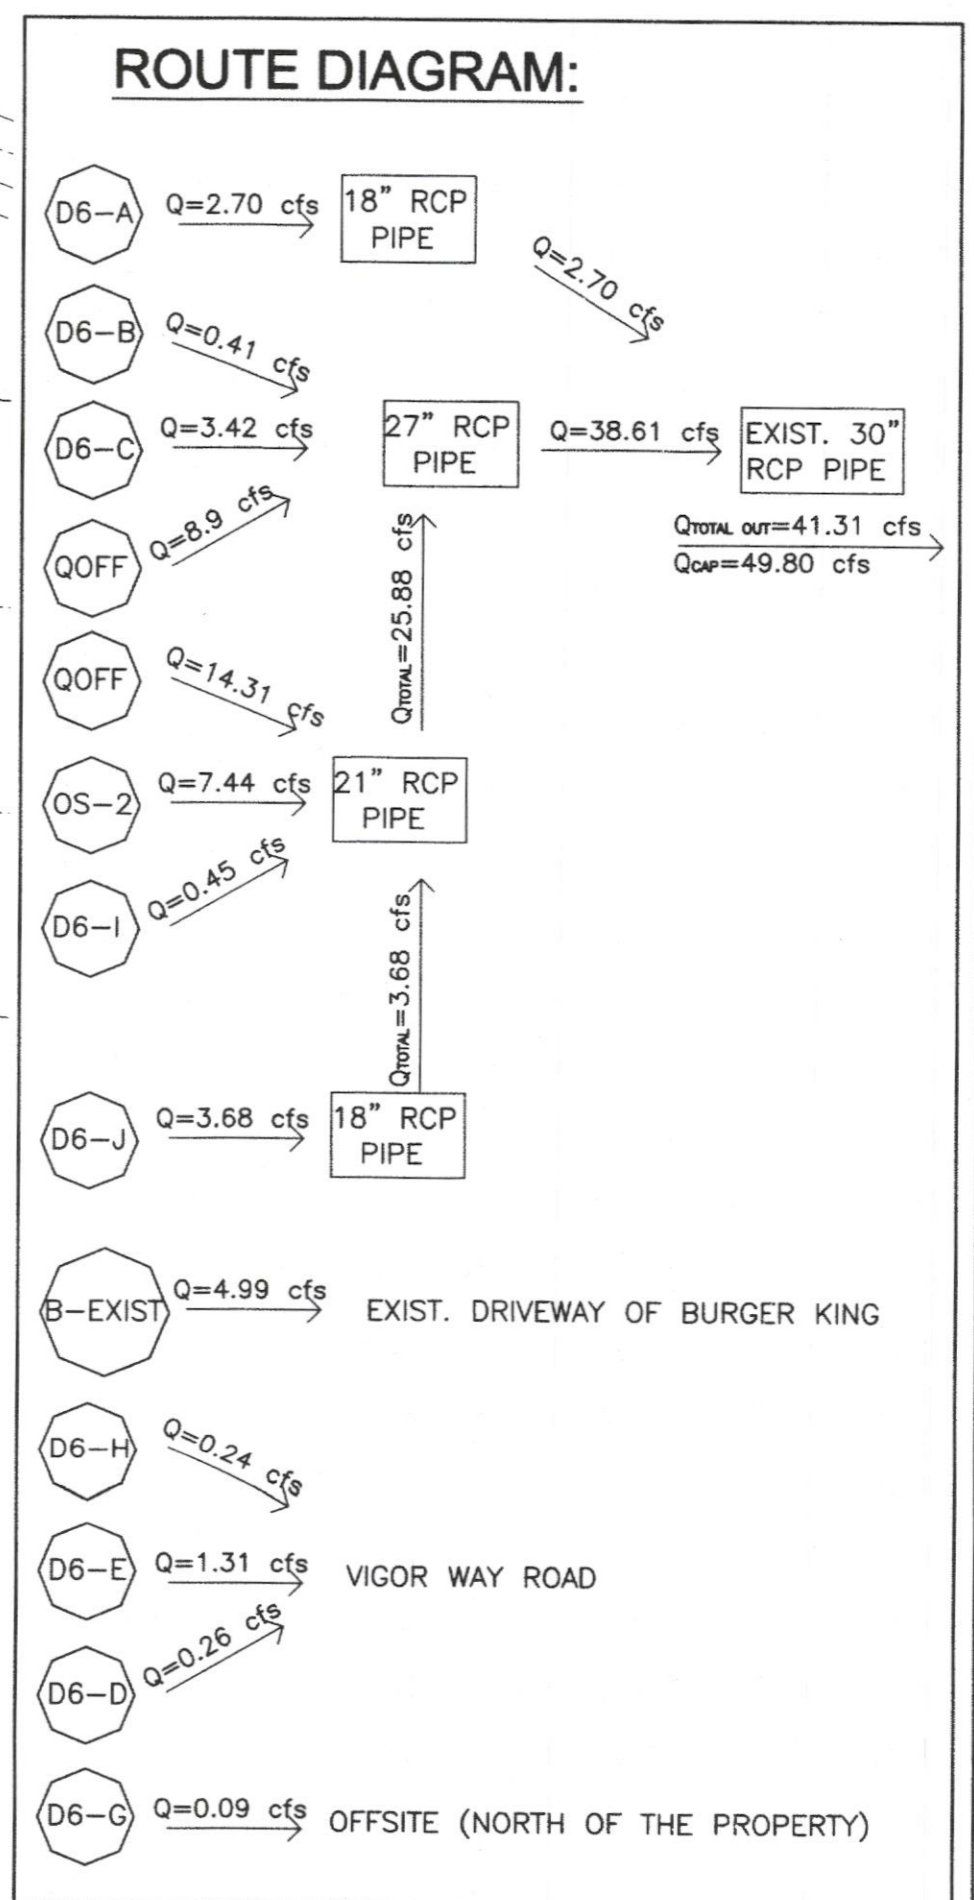 ROUTE DIAGRAM:
D6-A
Q=2.70 cfs
18" RCP
PIPE
Q=2.70 cfs
D6-B
Q=0.41 cfs
D6-C
Q=3.42 cfs
27" RCP
PIPE
Q=38.61 cfs
EXIST. 30"
RCP PIPE
QOFF
Q=8.9 cfs
QTOTAL OUT=41.31 cfs
QCAP=49.80 cfs
QTOTAL=25.88 cfs
QOFF
Q=14.31 cfs
OS-2
Q=7.44 cfs
21" RCP
PIPE
D6-I
Q=0.45 cfs
QTOTAL=3.68 cfs
D6-J
Q=3.68 cfs
18" RCP
PIPE
B-EXIST
Q=4.99 cfs
EXIST. DRIVEWAY OF BURGER KING
D6-H
Q=0.24 cfs
D6-E
Q=1.31 cfs
VIGOR WAY ROAD
D6-D
Q=0.26 cfs
D6-G
Q=0.09 cfs
OFFSITE (NORTH OF THE PROPERTY)